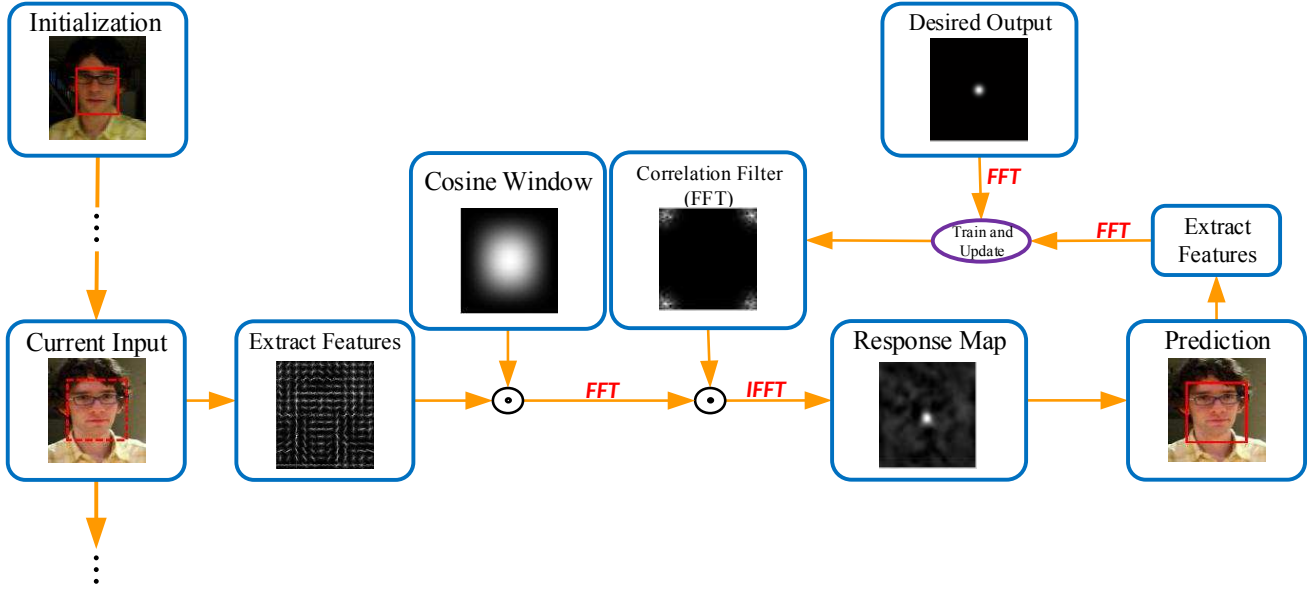 Initialization
Desired Output
Cosine Window
Correlation Filter
(FFT)
FFT
Train and
Update
FFT
Extract
Features
Current Input
Extract Features
Response Map
Prediction
FFT
IFFT